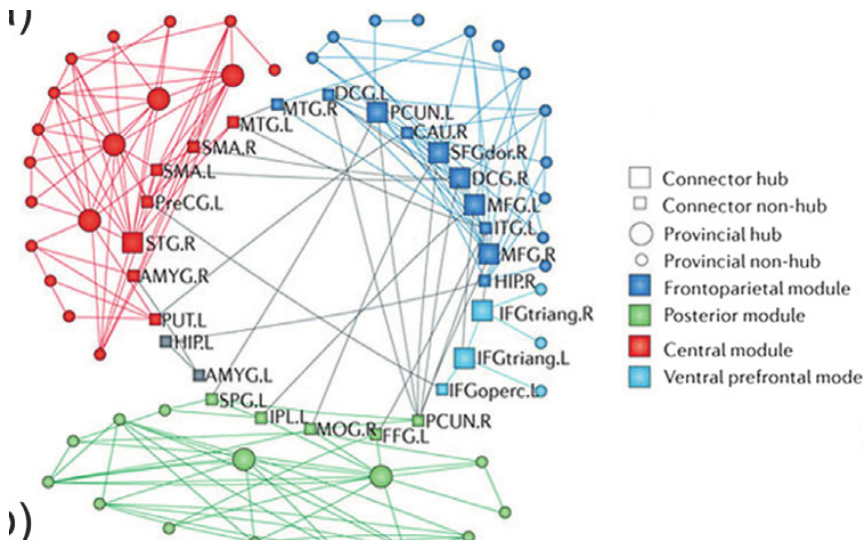 a)
DCG.L
MTG.R
PCUN.L
MTG.L
CAU.R
SMA.R
SFGdor.R
SMA.L
DCG.R
PreCG.L
MFG.L
ITG.L
STG.R
MFG.R
AMYG.R
HIP.R
PUT.L
IFGtriang.R
HIP.L
IFGtriang.L
AMYG.L
IFGoperc.L
SPG.L
IPL.L
PCUN.R
MOG.R
FFG.L
Connector hub
Connector non-hub
Provincial hub
Provincial non-hub
Frontoparietal module
Posterior module
Central module
Ventral prefrontal mode
b)